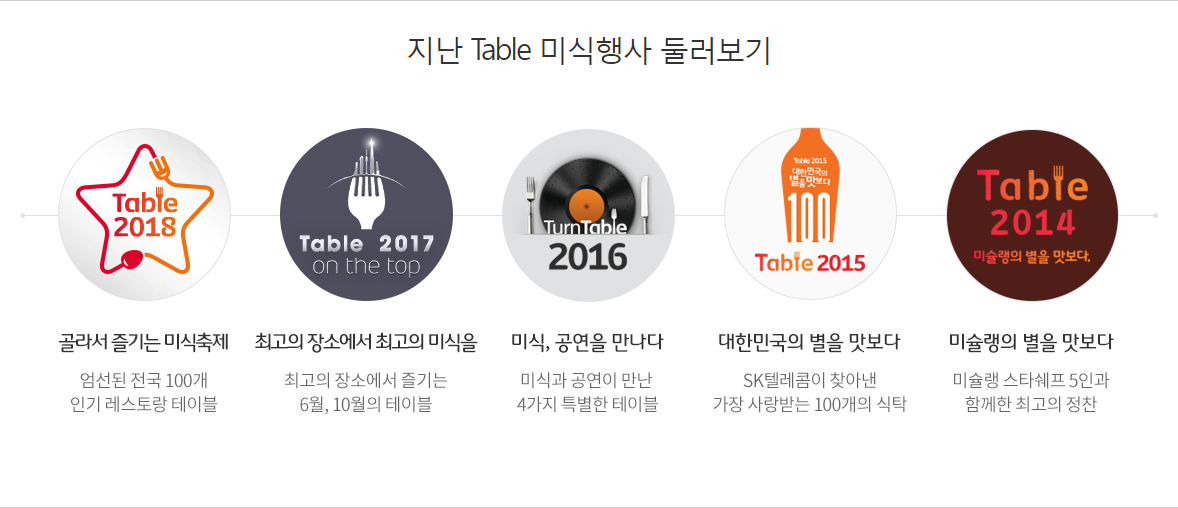 지난 Table 미식행사 둘러보기
Table
2018
Table 2017
on the top
TurnTable
2016
Table 2015
대한민국의
별을 맛보다
100
Table 2015
Table
2014
미슐랭의 별을 맛보다.
골라서 즐기는 미식축제
엄선된 전국 100개
인기 레스토랑 테이블
최고의 장소에서 최고의 미식을
최고의 장소에서 즐기는
6월, 10월의 테이블
미식, 공연을 만나다
미식과 공연이 만난
4가지 특별한 테이블
대한민국의 별을 맛보다
SK텔레콤이 찾아낸
가장 사랑받는 100개의 식탁
미슐랭의 별을 맛보다
미슐랭 스타쉐프 5인과
함께한 최고의 정찬